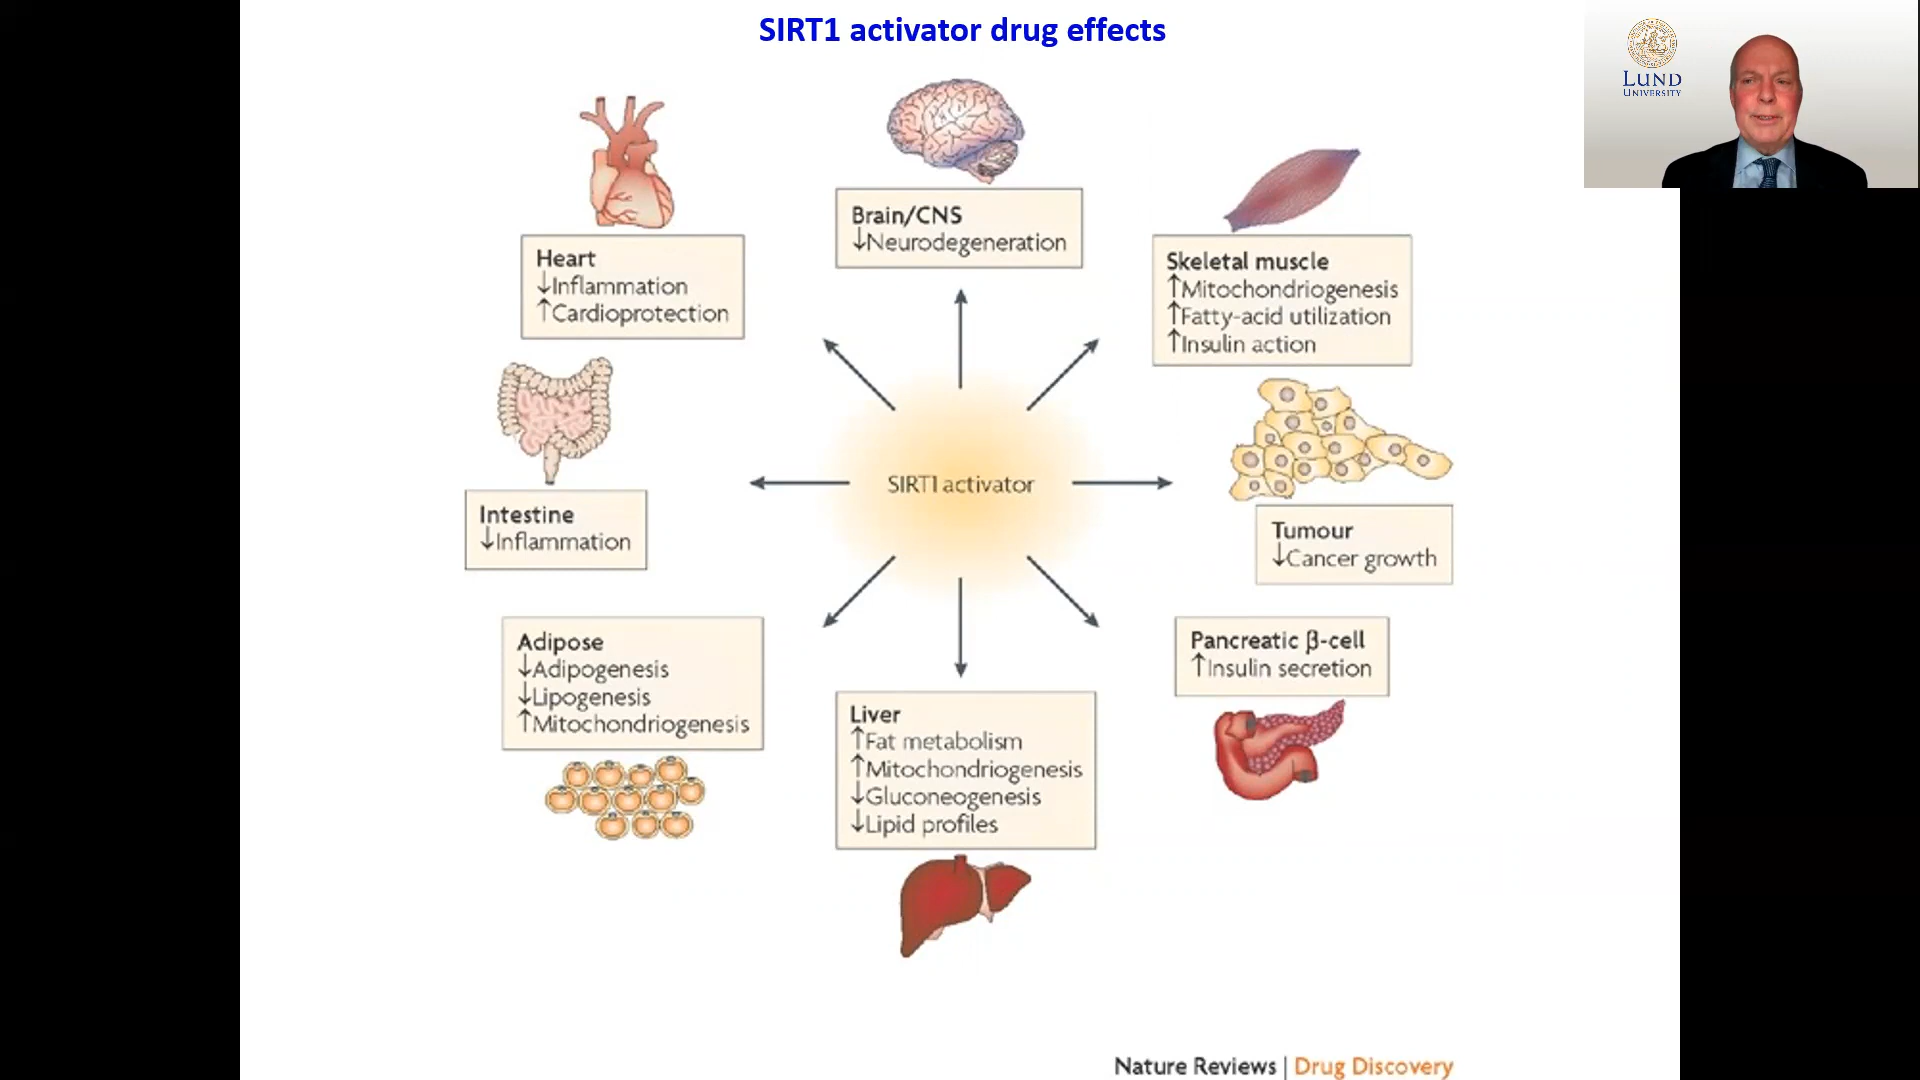 SIRT1 activator drug effects
LUND
UNIVERSITY
Brain/CNS
↓Neurodegeneration
Heart
↓Inflammation
↑Cardioprotection
Skeletal muscle
↑Mitochondriogenesis
↑Fatty-acid utilization
↑Insulin action
SIRT1 activator
Intestine
↓Inflammation
Tumour
↓Cancer growth
Adipose
↓Adipogenesis
↓Lipogenesis
↑Mitochondriogenesis
Pancreatic β-cell
↑Insulin secretion
Liver
↑Fat metabolism
↑Mitochondriogenesis
↓Gluconeogenesis
↓Lipid profiles
Nature Reviews | Drug Discovery